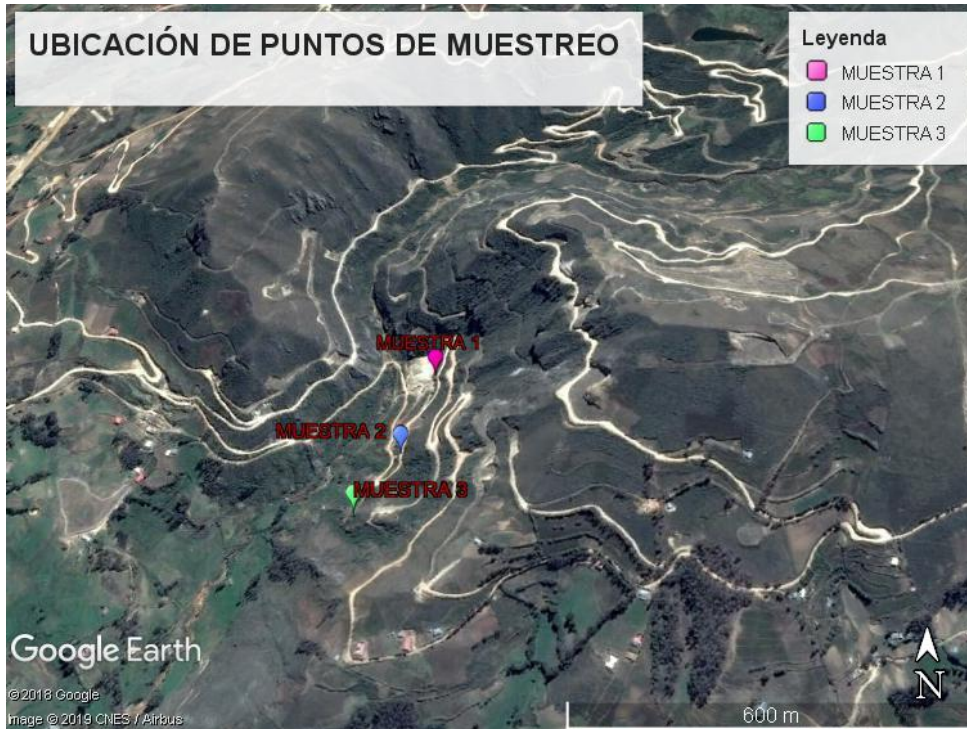 UBICACIÓN DE PUNTOS DE MUESTREO
Leyenda
MUESTRA 1
MUESTRA 2
MUESTRA 3
MUESTRA 1
MUESTRA 2
MUESTRA 3
Google Earth
©2018 Google
Image © 2019 CNES / Airbus
N
600 m